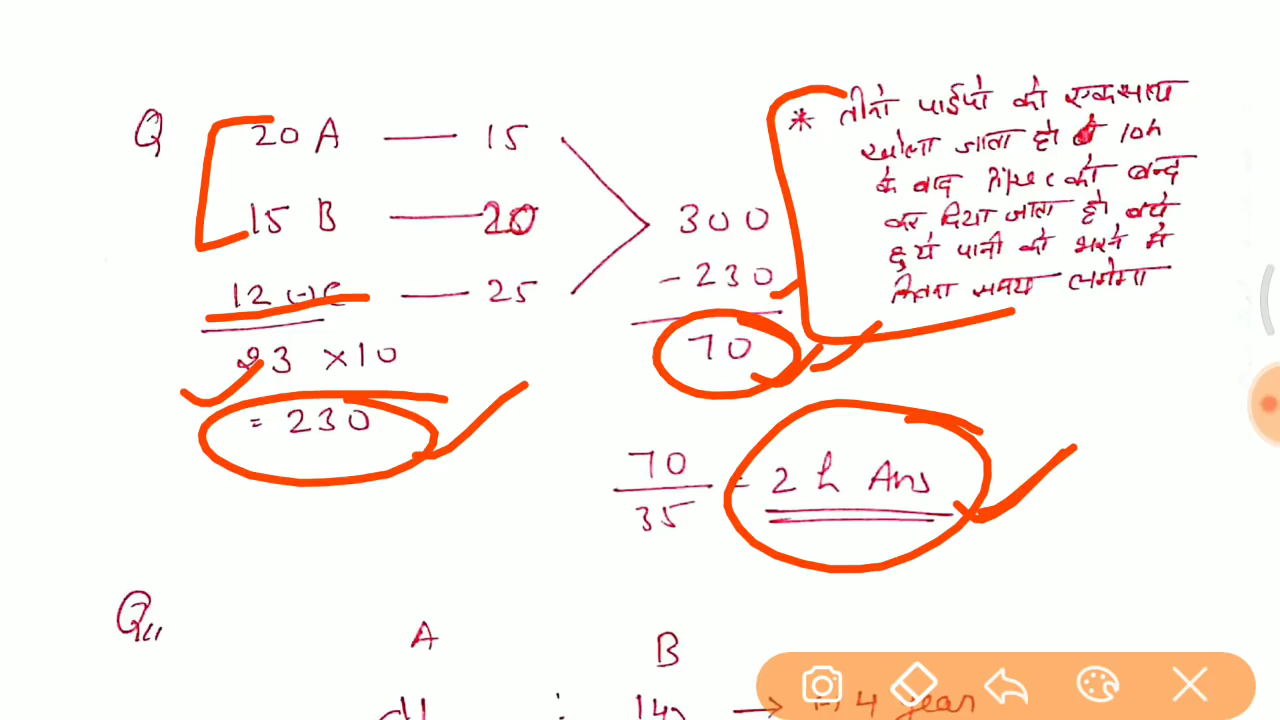 Q
20 A — 15
15 B — 20
12 (-)C — 25
23 × 10
= 230
300
- 230
70
* तीनो पाईपो को एकसाथ
खोला जाता हो तो 10h
के बाद Pipe C को बन्द
कर दिया जाता हो बचे
हुये पानी को भरने मे
कितना समय लगेगा
70
35
= 2 h Ans
Q
A B
: → 4 year